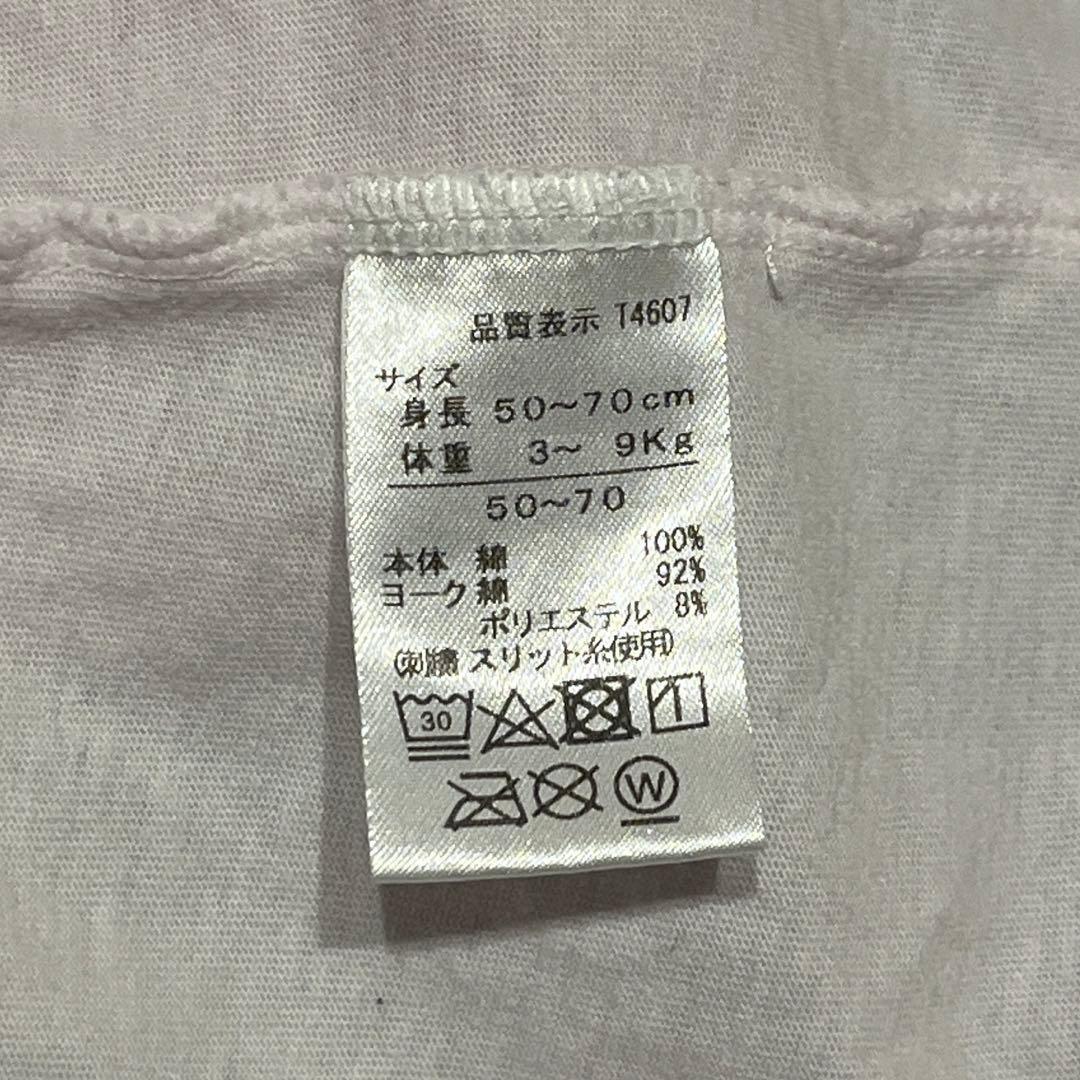 品質表示 T4607
サイズ
身長 50～70cm
体重 3～ 9Kg
50～70
本体 綿 100%
ヨーク 綿 92%
ポリエステル 8%
(刺繍 スリット糸使用)
30
W